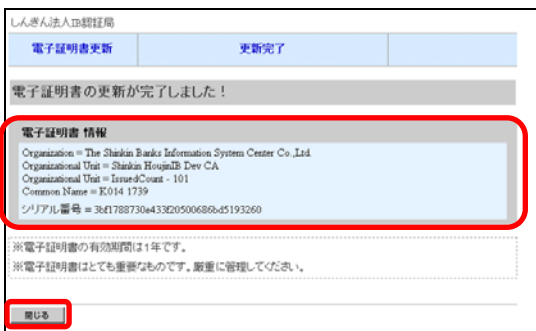 しんきん法人IB認証局
電子証明書更新 更新完了
電子証明書の更新が完了しました！
電子証明書 情報
Organization = The Shinkin Banks Information System Center Co.,Ltd.
Organizational Unit = Shinkin HoujinIB Dev CA
Organizational Unit = IssuedCount - 101
Common Name = K014 1739
シリアル番号 = 3bf1788730e433f20500686bd5193260
※電子証明書の有効期間は1年です。
※電子証明書はとても重要なものです。厳重に管理してください。
閉じる